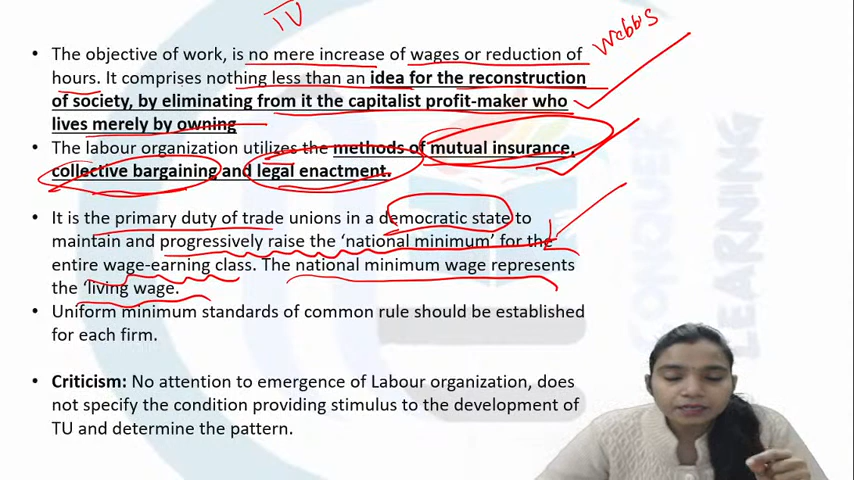 TU
Webb's
• The objective of work, is no mere increase of wages or reduction of
hours. It comprises nothing less than an idea for the reconstruction
of society, by eliminating from it the capitalist profit-maker who
lives merely by owning
• The labour organization utilizes the methods of mutual insurance,
collective bargaining and legal enactment.
• It is the primary duty of trade unions in a democratic state to
maintain and progressively raise the ‘national minimum’ for the
entire wage-earning class. The national minimum wage represents
the ‘living wage.
• Uniform minimum standards of common rule should be established
for each firm.
• Criticism: No attention to emergence of Labour organization, does
not specify the condition providing stimulus to the development of
TU and determine the pattern.
CONQUER
LEARNING